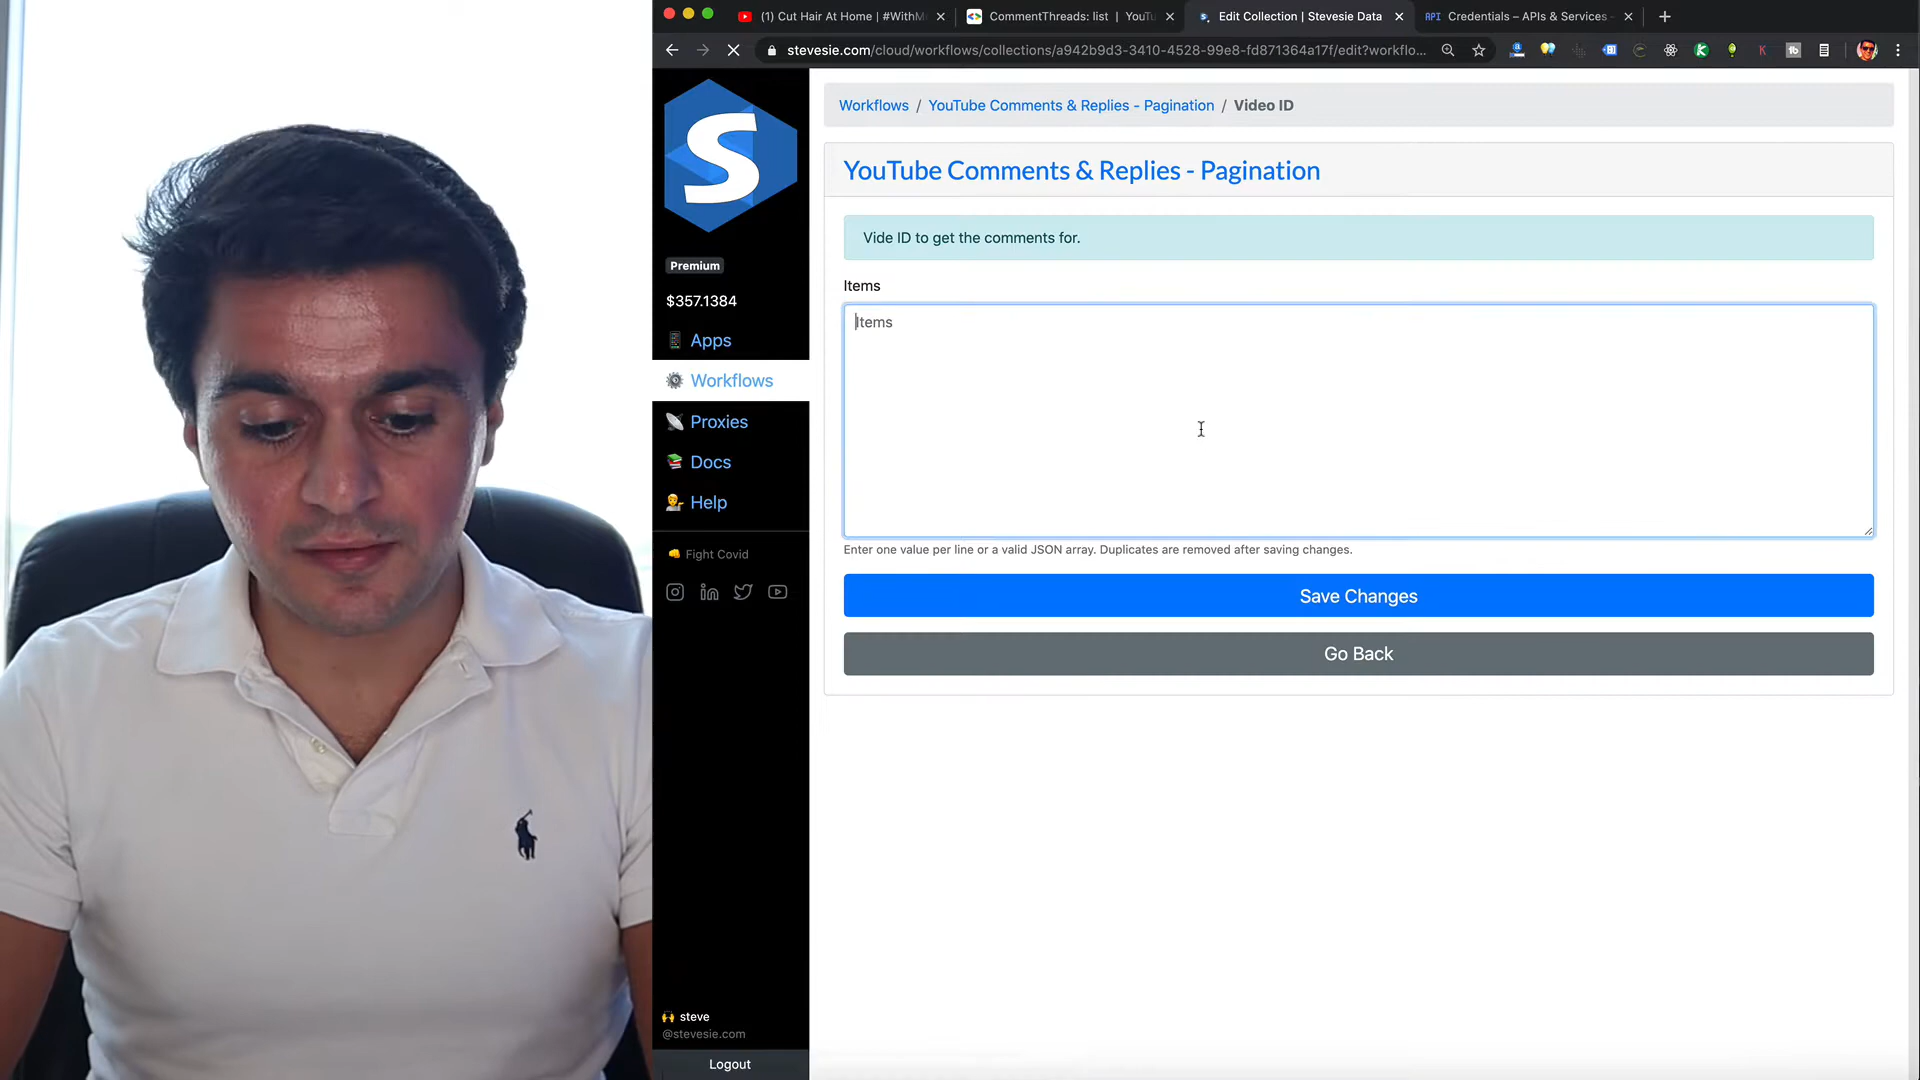 (1) Cut Hair At Home | #WithM
CommentThreads: list | YouT
Edit Collection | Stevesie Data
API Credentials – APIs & Services
stevesie.com/cloud/workflows/collections/a942b9d3-3410-4528-99e8-fd871364a17f/edit?workflo...
S
Premium
$357.1384
Apps
Workflows
Proxies
Docs
Help
Fight Covid
steve
@stevesie.com
Logout
Workflows / YouTube Comments & Replies - Pagination / Video ID
YouTube Comments & Replies - Pagination
Vide ID to get the comments for.
Items
Items
Enter one value per line or a valid JSON array. Duplicates are removed after saving changes.
Save Changes
Go Back